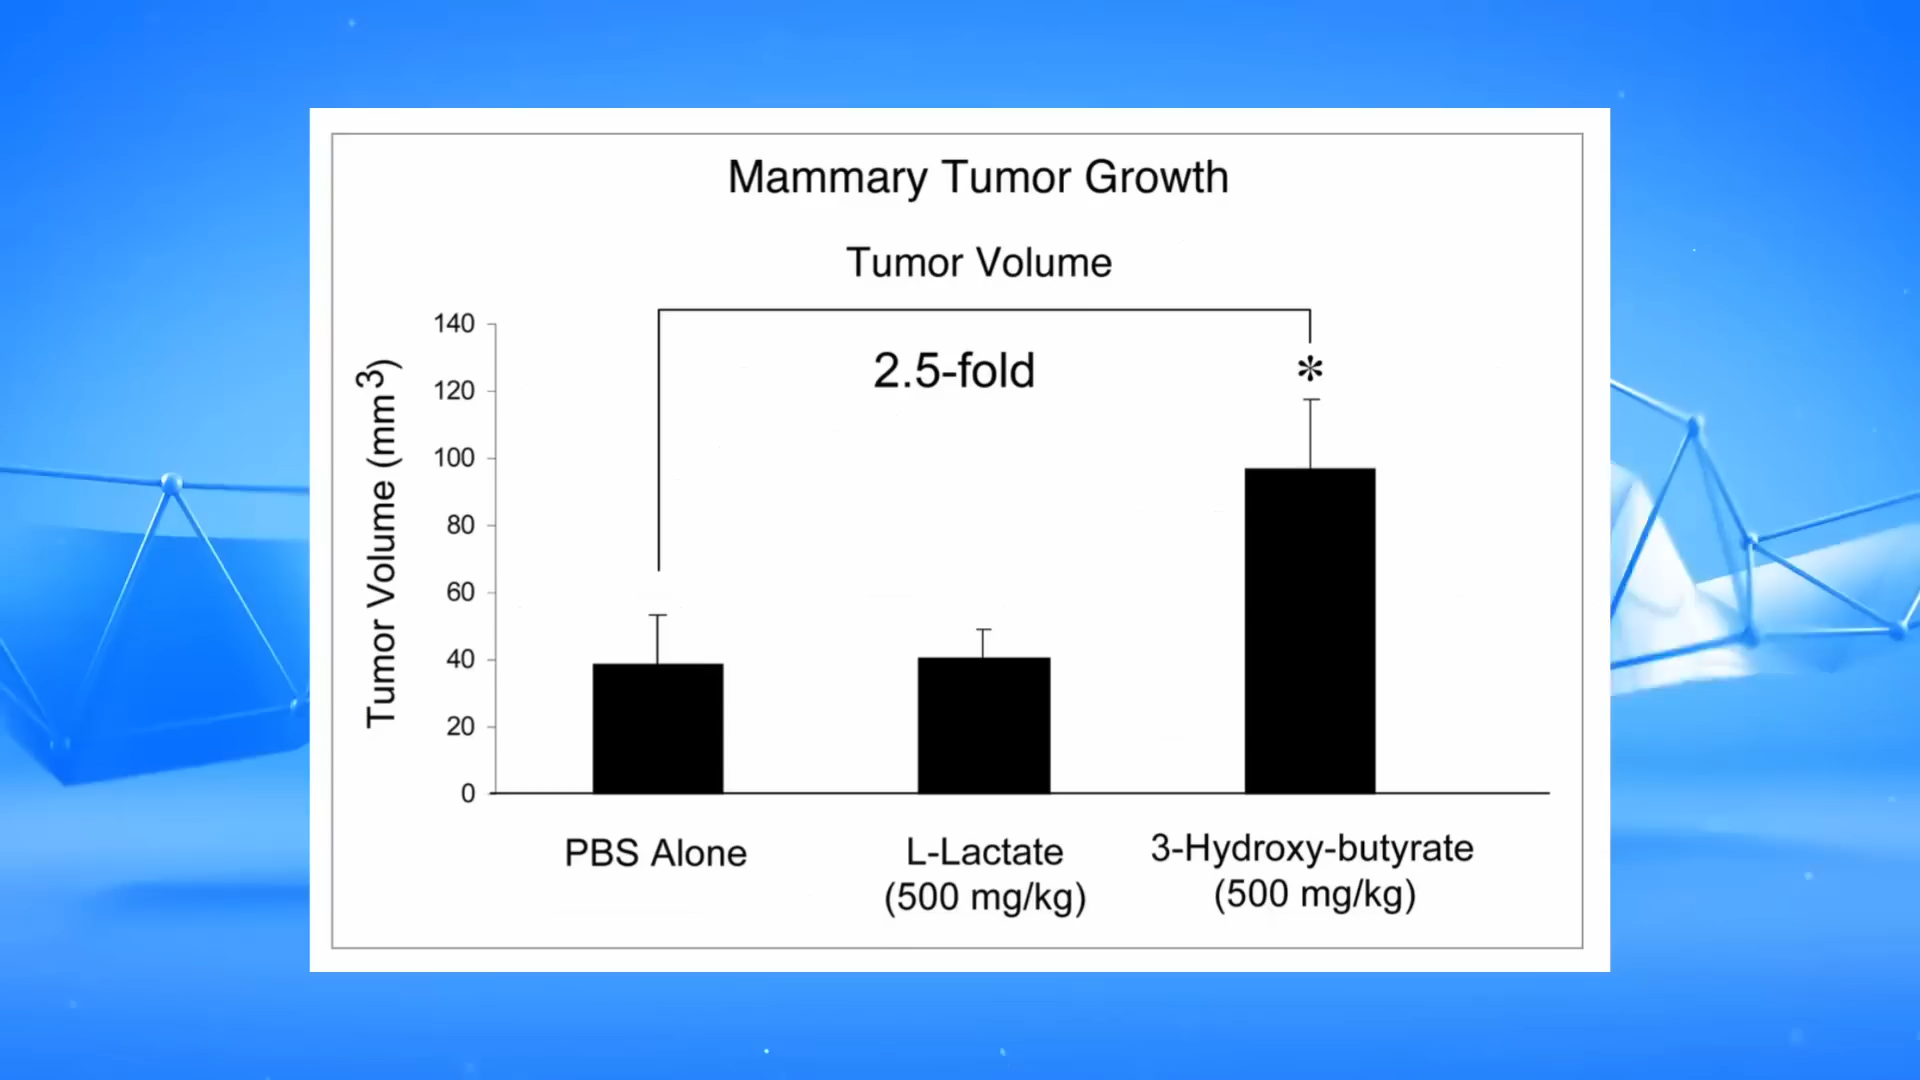 Mammary Tumor Growth
Tumor Volume
Tumor Volume (mm3)
140
120
100
80
60
40
20
0
2.5-fold
*
PBS Alone
L-Lactate
(500 mg/kg)
3-Hydroxy-butyrate
(500 mg/kg)